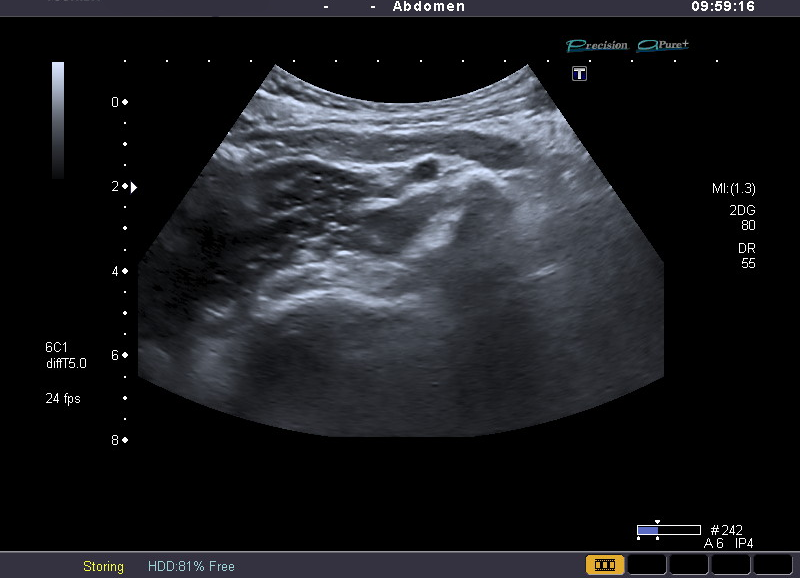 - - Abdomen 09:59:16
Precision APure+
T
0
2
4
6
8
MI:(1.3)
2DG
80
DR
55
6C1
diffT5.0
24 fps
#242
A 6 IP4
Storing HDD:81% Free